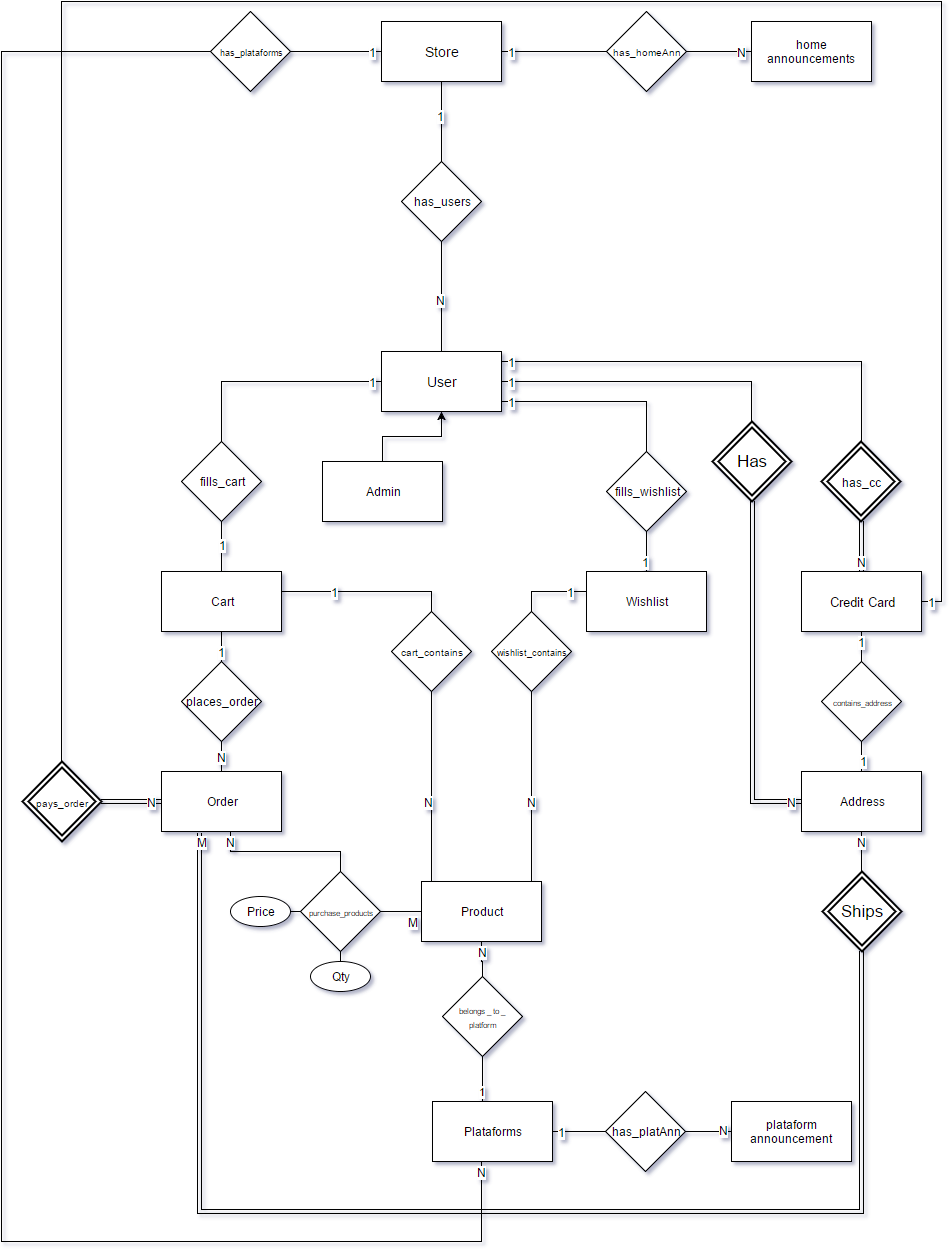 has_plataforms
1
Store
1
has_homeAnn
N
home
announcements
1
has_users
N
User
1
1
1
1
Admin
fills_cart
fills_wishlist
Has
has_cc
1
1
N
Cart
1
1
Wishlist
Credit Card
1
1
1
cart_contains
wishlist_contains
places_order
contains_address
N
1
pays_order
N
Order
N
N
N
Address
M
N
N
Price
purchase_products
M
Product
Ships
Qty
N
belongs _ to _
platform
1
Plataforms
1
has_platAnn
N
plataform
announcement
N